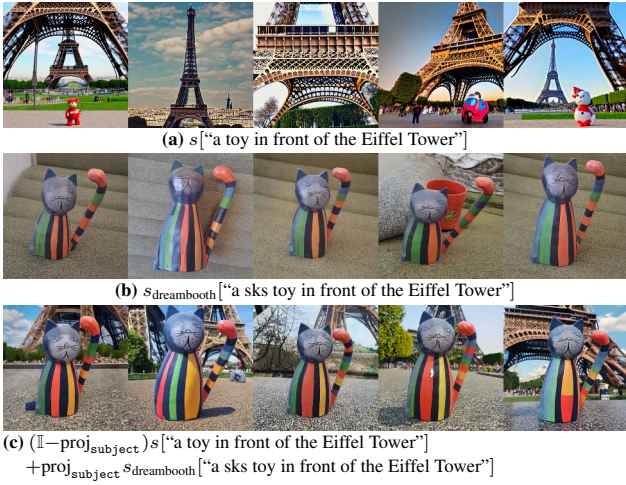 (a) s["a toy in front of the Eiffel Tower"]
(b) s_dreambooth["a sks toy in front of the Eiffel Tower"]
(c) (𝕀−proj_subject)s["a toy in front of the Eiffel Tower"]
+proj_subject s_dreambooth["a sks toy in front of the Eiffel Tower"]